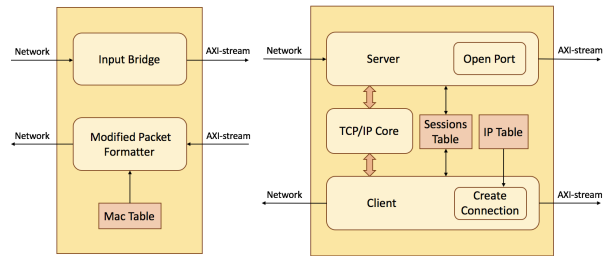 Network
Input Bridge
AXI-stream
Network
Modified Packet
Formatter
AXI-stream
Mac Table
Network
Server
Open Port
AXI-stream
TCP/IP Core
Sessions
Table
IP Table
Network
Client
Create
Connection
AXI-stream